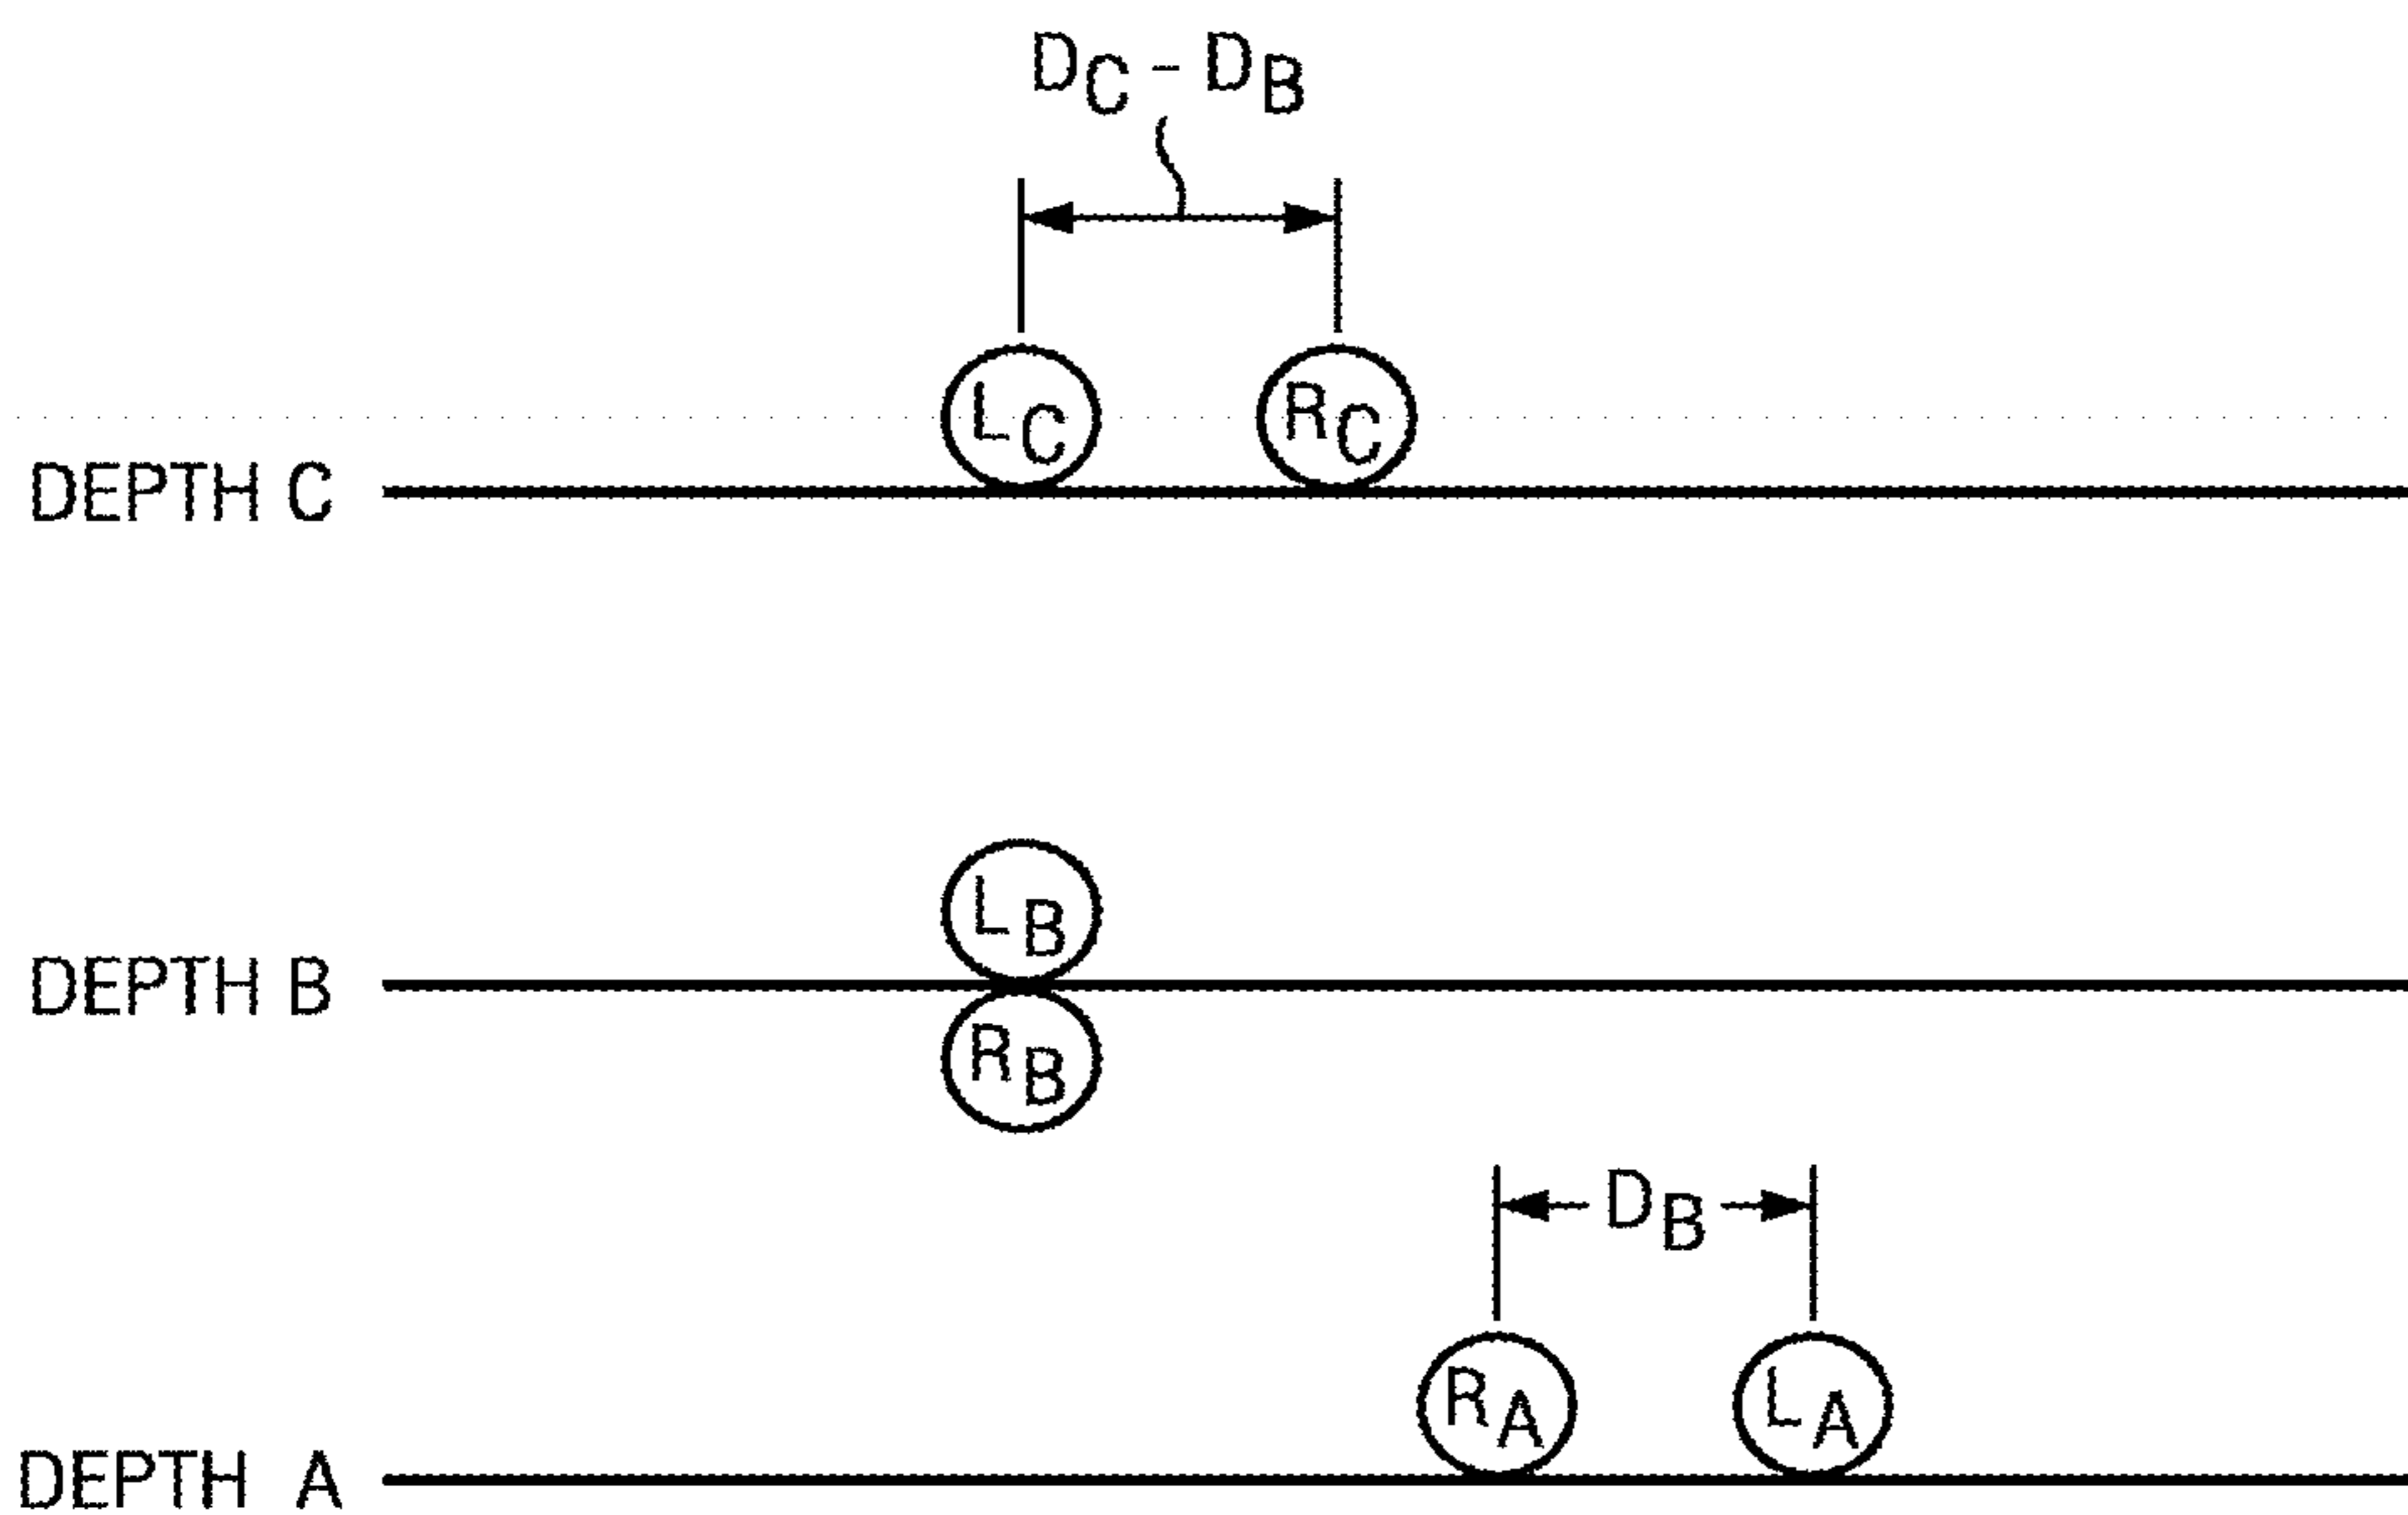 DC - DB
LC RC
DEPTH C
LB
DEPTH B
RB
DB
RA LA
DEPTH A